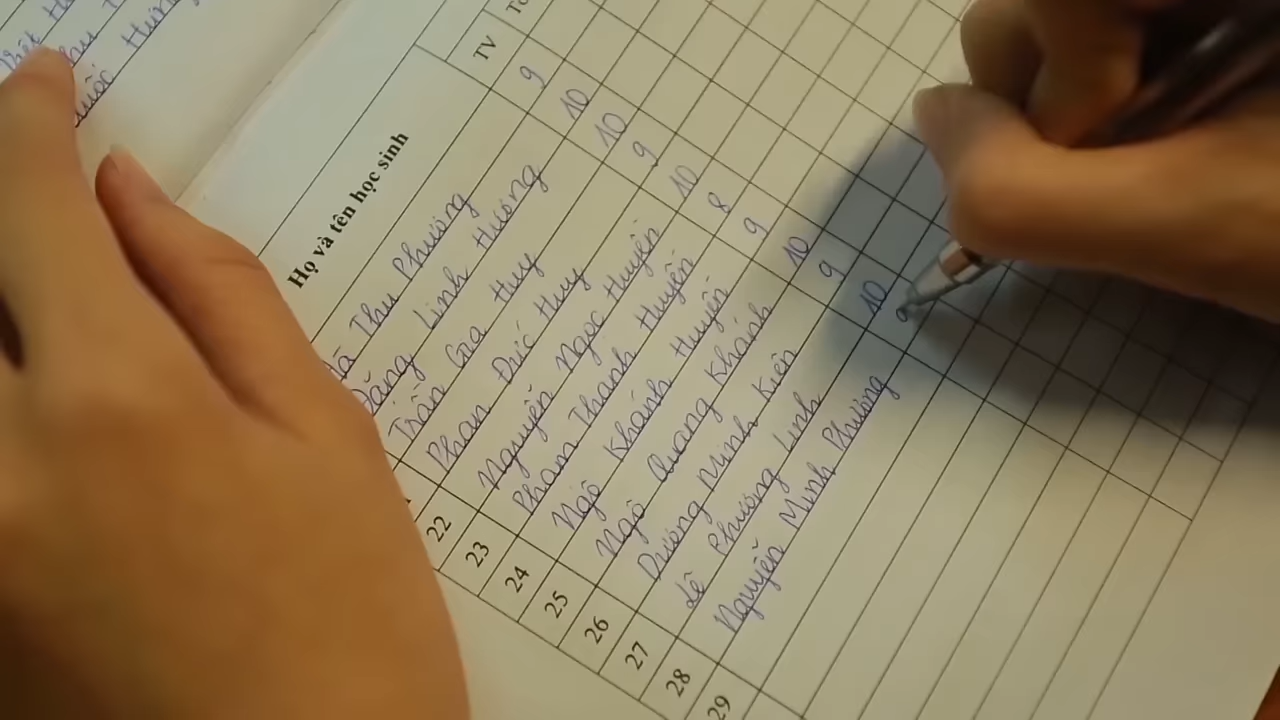 Họ và tên học sinh TV
Thu Phương 9
Đặng Linh Hương 10
Trần Gia Huy 10
Phan Đức Huy 9
22 Nguyễn Ngọc Huyền 10
23 Phạm Thanh Huyền 8
24 Ngô Khánh Huyền 9
25 Ngô Quang Khánh 10
26 Dương Minh Kiên 9
27 Lê Phương Linh 10
28 Nguyễn Minh Phương 9
29